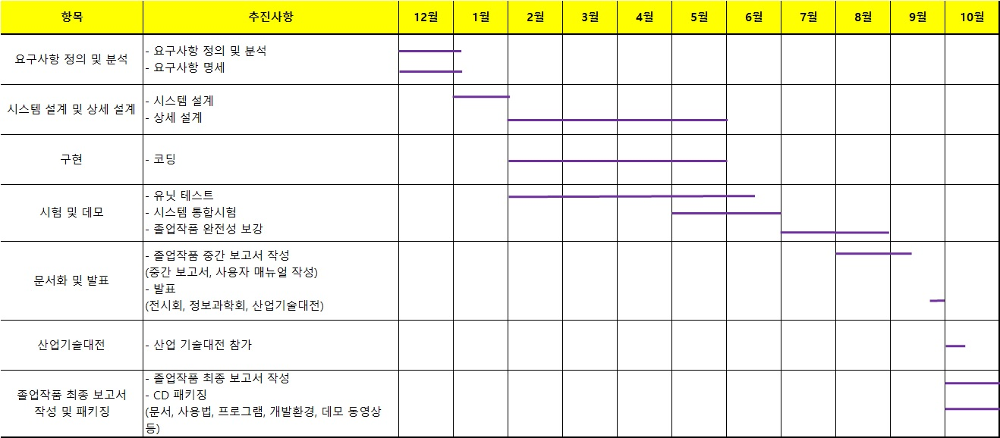 항목 추진사항 12월 1월 2월 3월 4월 5월 6월 7월 8월 9월 10월
요구사항 정의 및 분석
- 요구사항 정의 및 분석
- 요구사항 명세
시스템 설계 및 상세 설계
- 시스템 설계
- 상세 설계
구현
- 코딩
시험 및 데모
- 유닛 테스트
- 시스템 통합시험
- 졸업작품 완전성 보강
문서화 및 발표
- 졸업작품 중간 보고서 작성
(중간 보고서, 사용자 매뉴얼 작성)
- 발표
(전시회, 정보과학회, 산업기술대전)
산업기술대전
- 산업 기술대전 참가
졸업작품 최종 보고서
작성 및 패키징
- 졸업작품 최종 보고서 작성
- CD 패키징
(문서, 사용법, 프로그램, 개발환경, 데모 동영상
등)